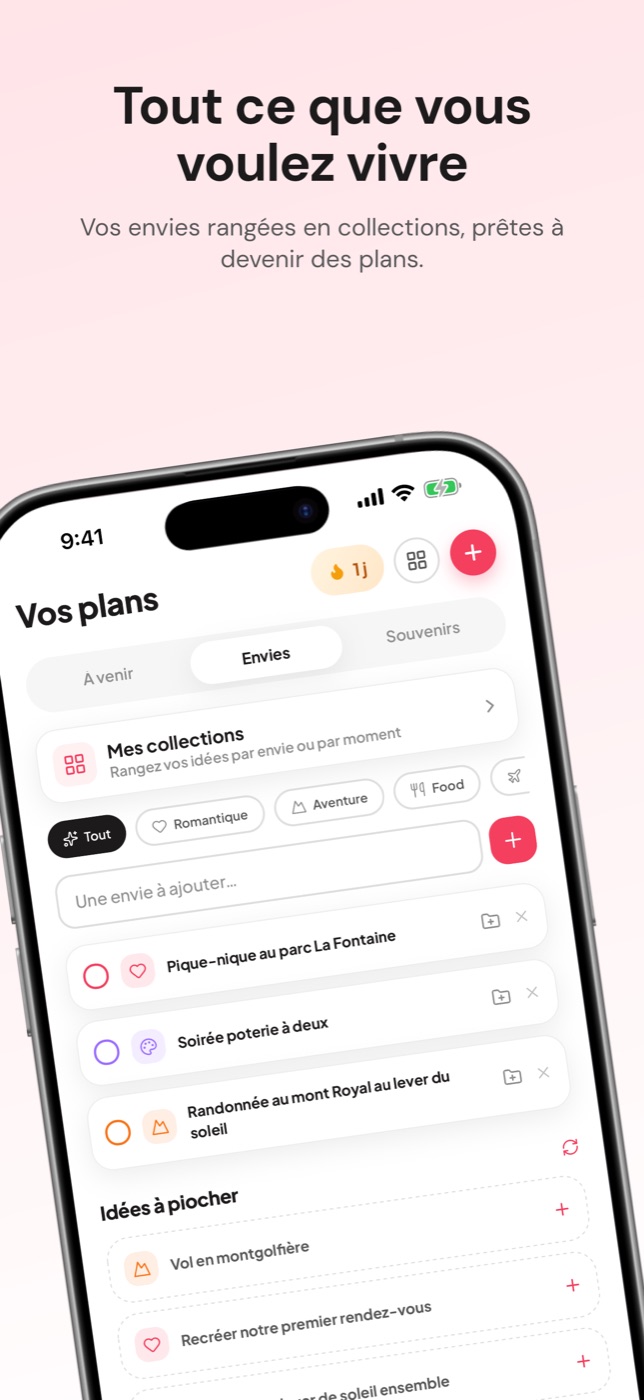 Tout ce que vous
voulez vivre
Vos envies rangées en collections, prêtes à
devenir des plans.
9:41
1j
Vos plans
À venir
Envies
Souvenirs
Mes collections
Rangez vos idées par envie ou par moment
Tout
Romantique
Aventure
Food
Une envie à ajouter...
Pique-nique au parc La Fontaine
Soirée poterie à deux
Randonnée au mont Royal au lever du
soleil
Idées à piocher
Vol en montgolfière
Recréer notre premier rendez-vous
de soleil ensemble